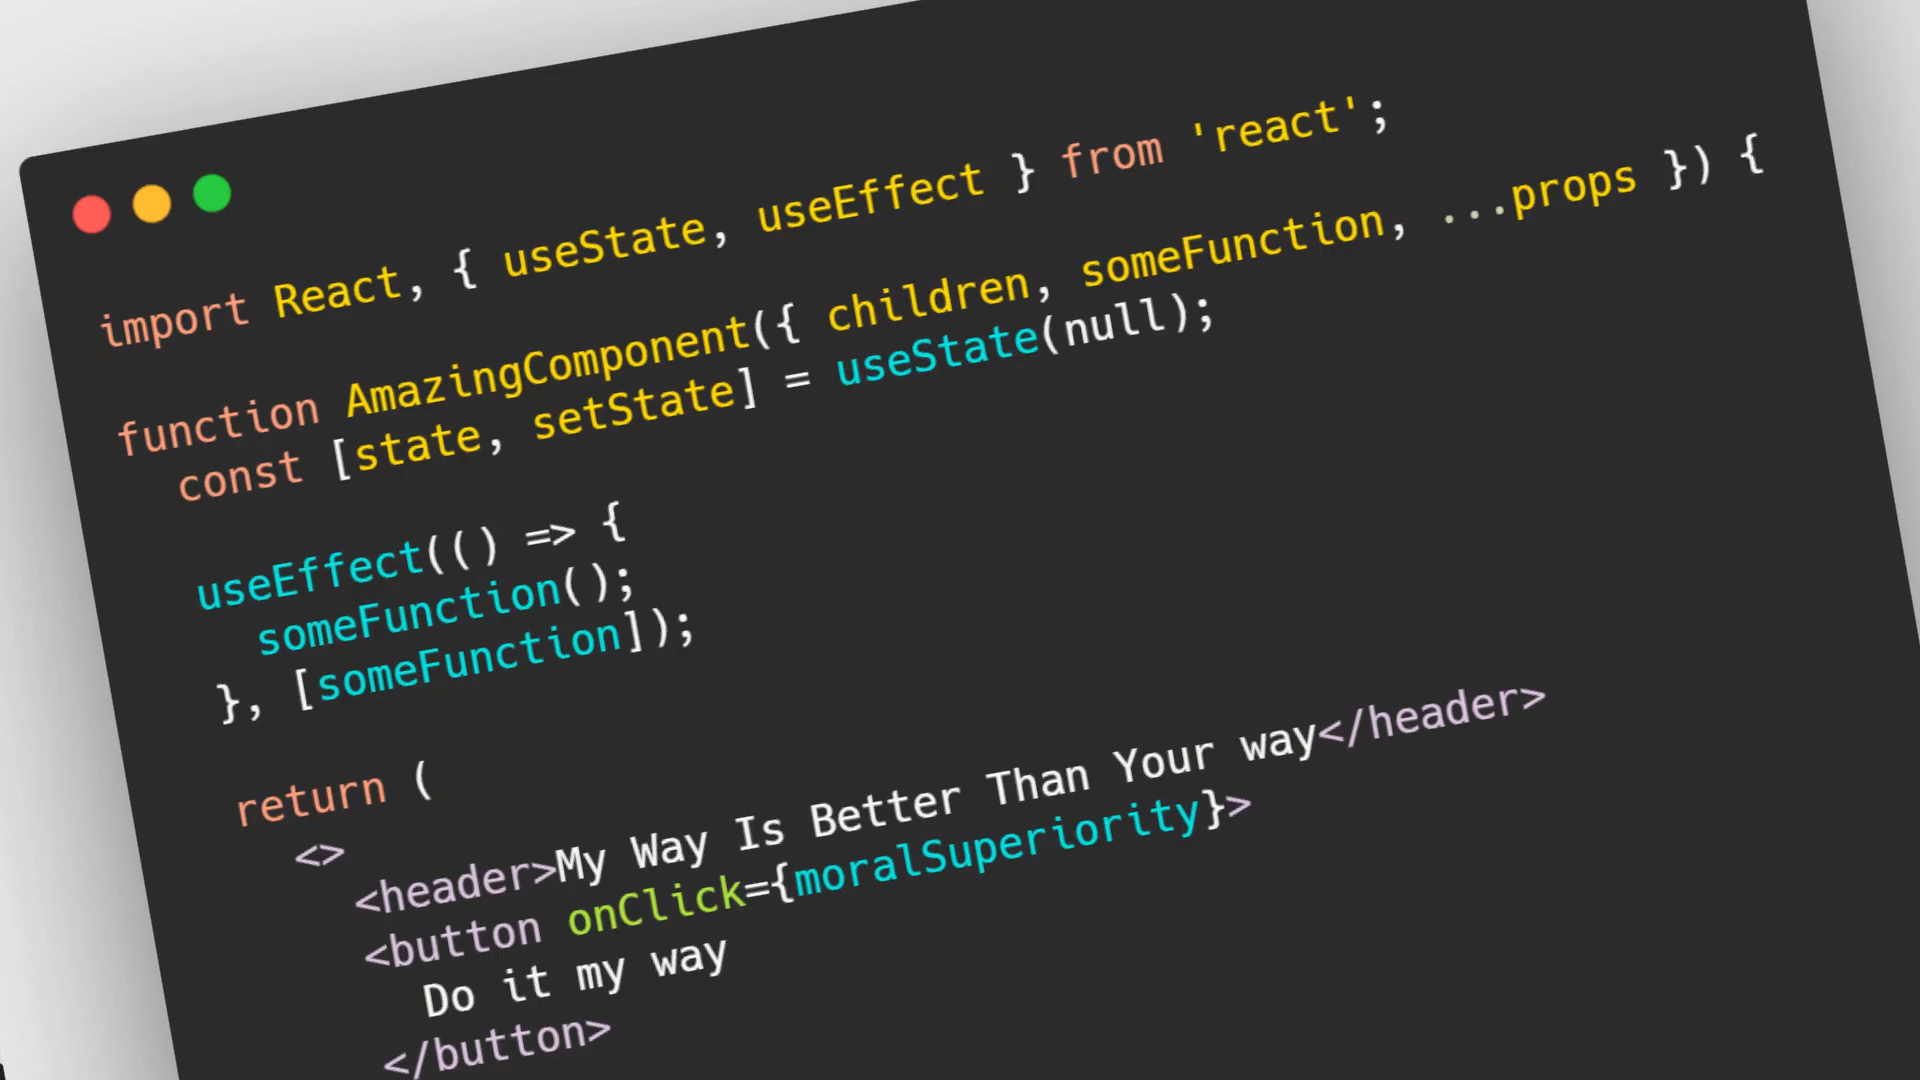 import React, { useState, useEffect } from 'react';
function AmazingComponent({ children, someFunction, ...props }) {
const [state, setState] = useState(null);
useEffect(() => {
someFunction();
}, [someFunction]);
return (
<>
<header>My Way Is Better Than Your way</header>
<button onClick={moralSuperiority}>
Do it my way
</button>